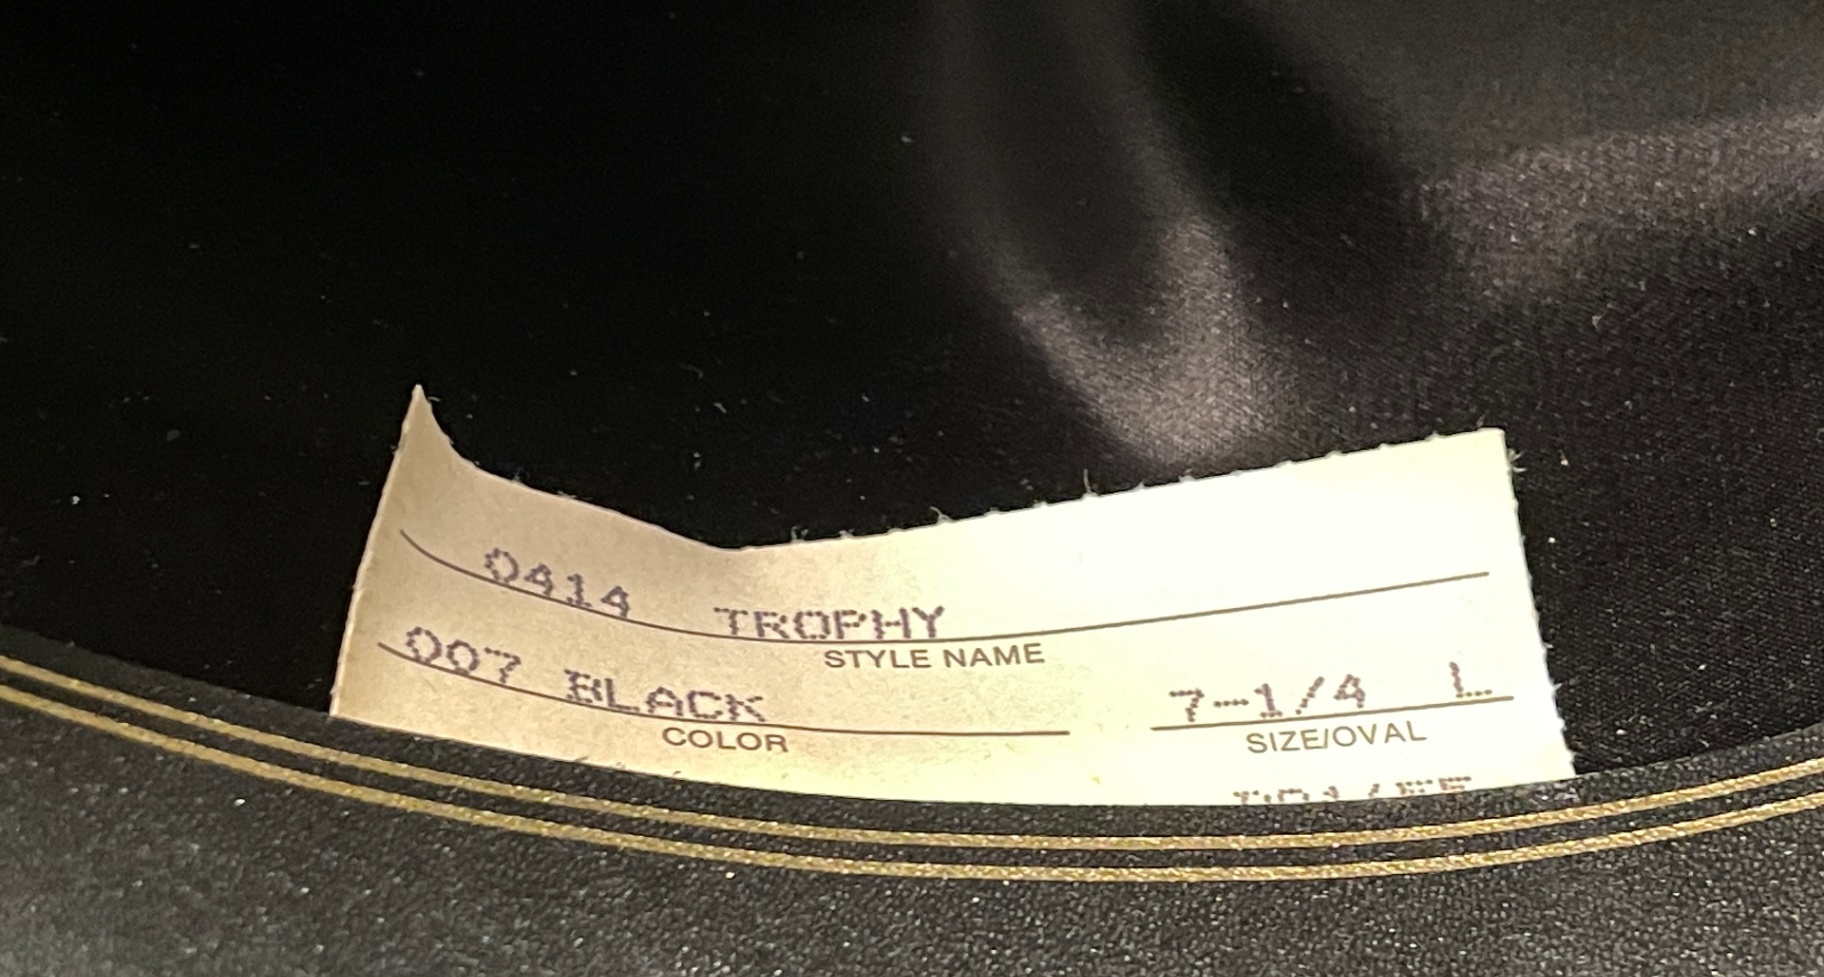 0414 TROPHY
STYLE NAME
007 BLACK 7-1/4 L
COLOR SIZE/OVAL